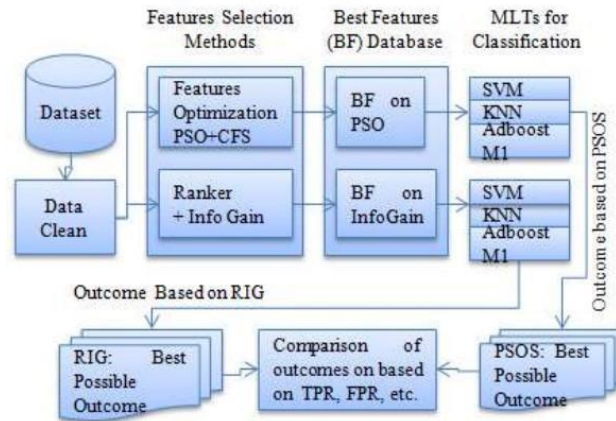 Features Selection
Methods
Best Features
(BF) Database
MLTs for
Classification
Dataset
Data
Clean
Features
Optimization
PSO+CFS
Ranker
+ Info Gain
BF on
PSO
BF on
InfoGain
SVM
KNN
Adboost
M1
SVM
KNN
Adboost
M1
Outcome based on PSOS
Outcome Based on RIG
RIG: Best
Possible
Outcome
Comparison of
outcomes on based
on TPR, FPR, etc.
PSOS: Best
Possible
Outcome